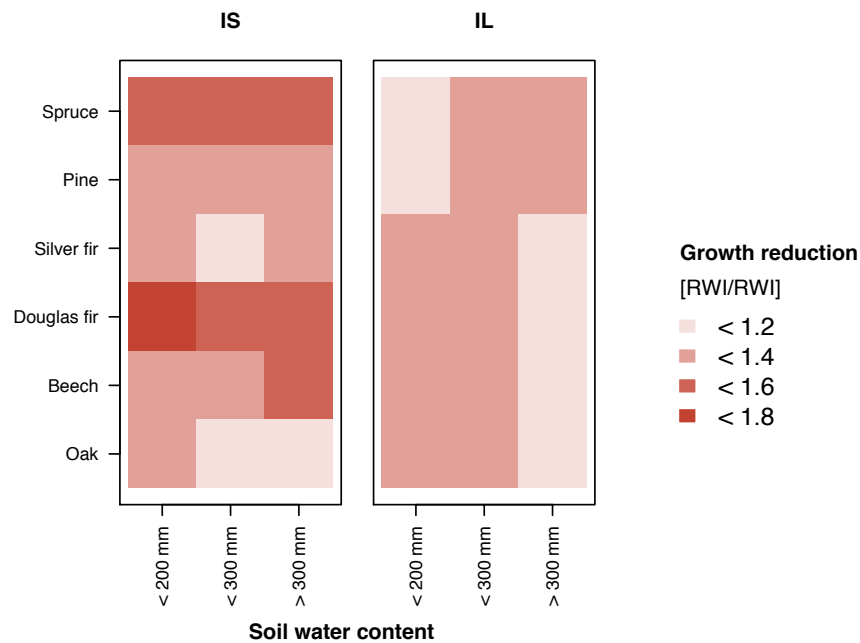 IS
IL
Spruce
Pine
Silver fir
Douglas fir
Beech
Oak
< 200 mm
< 300 mm
> 300 mm
< 200 mm
< 300 mm
> 300 mm
Soil water content
Growth reduction
[RWI/RWI]
< 1.2
< 1.4
< 1.6
< 1.8